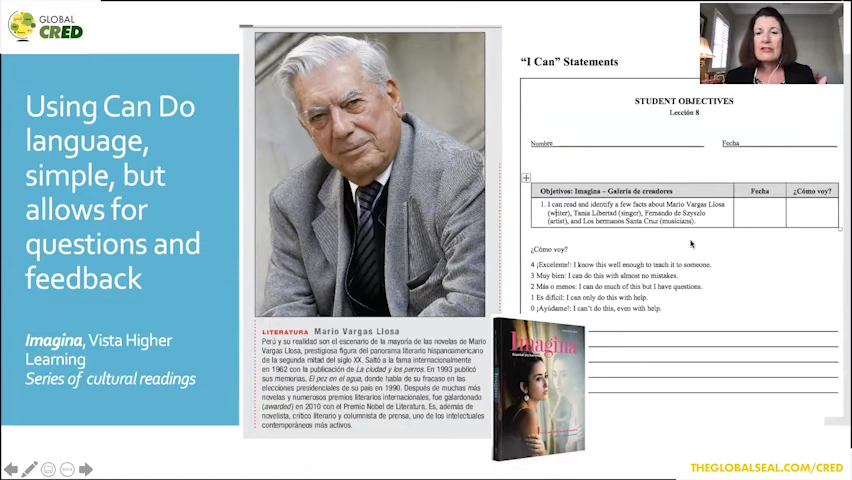 GLOBAL
CRED
Using Can Do
language,
simple, but
allows for
questions and
feedback
Imagina, Vista Higher
Learning
Series of cultural readings
LITERATURA Mario Vargas Llosa
Perú y su realidad son el escenario de la mayoría de las novelas de Mario
Vargas Llosa, prestigiosa figura del panorama literario hispanoamericano
de la segunda mitad del siglo XX. Saltó a la fama internacionalmente
en 1962 con la publicación de La ciudad y los perros. En 1993 publicó
sus memorias, El pez en el agua, donde habla de su fracaso en las
elecciones presidenciales de su país en 1990. Después de muchas más
novelas y numerosos premios literarios internacionales, fue galardonado
(awarded) en 2010 con el Premio Nobel de Literatura. Es, además de
novelista, crítico literario y columnista de prensa, uno de los intelectuales
contemporáneos más activos.
"I Can" Statements
STUDENT OBJECTIVES
Lección 8
Nombre
Fecha
Objetivos: Imagina – Galería de creadores
Fecha
¿Cómo voy?
1. I can read and identify a few facts about Mario Vargas Llosa
(writer), Tania Libertad (singer), Fernando de Szyszlo
(artist), and Los hermanos Santa Cruz (musicians).
¿Cómo voy?
4 ¡Excelente!: I know this well enough to teach it to someone.
3 Muy bien: I can do this with almost no mistakes.
2 Más o menos: I can do much of this but I have questions.
1 Es difícil: I can only do this with help.
0 ¡Ayúdame!: I can't do this, even with help.
Imagina
THEGLOBALSEAL.COM/CRED